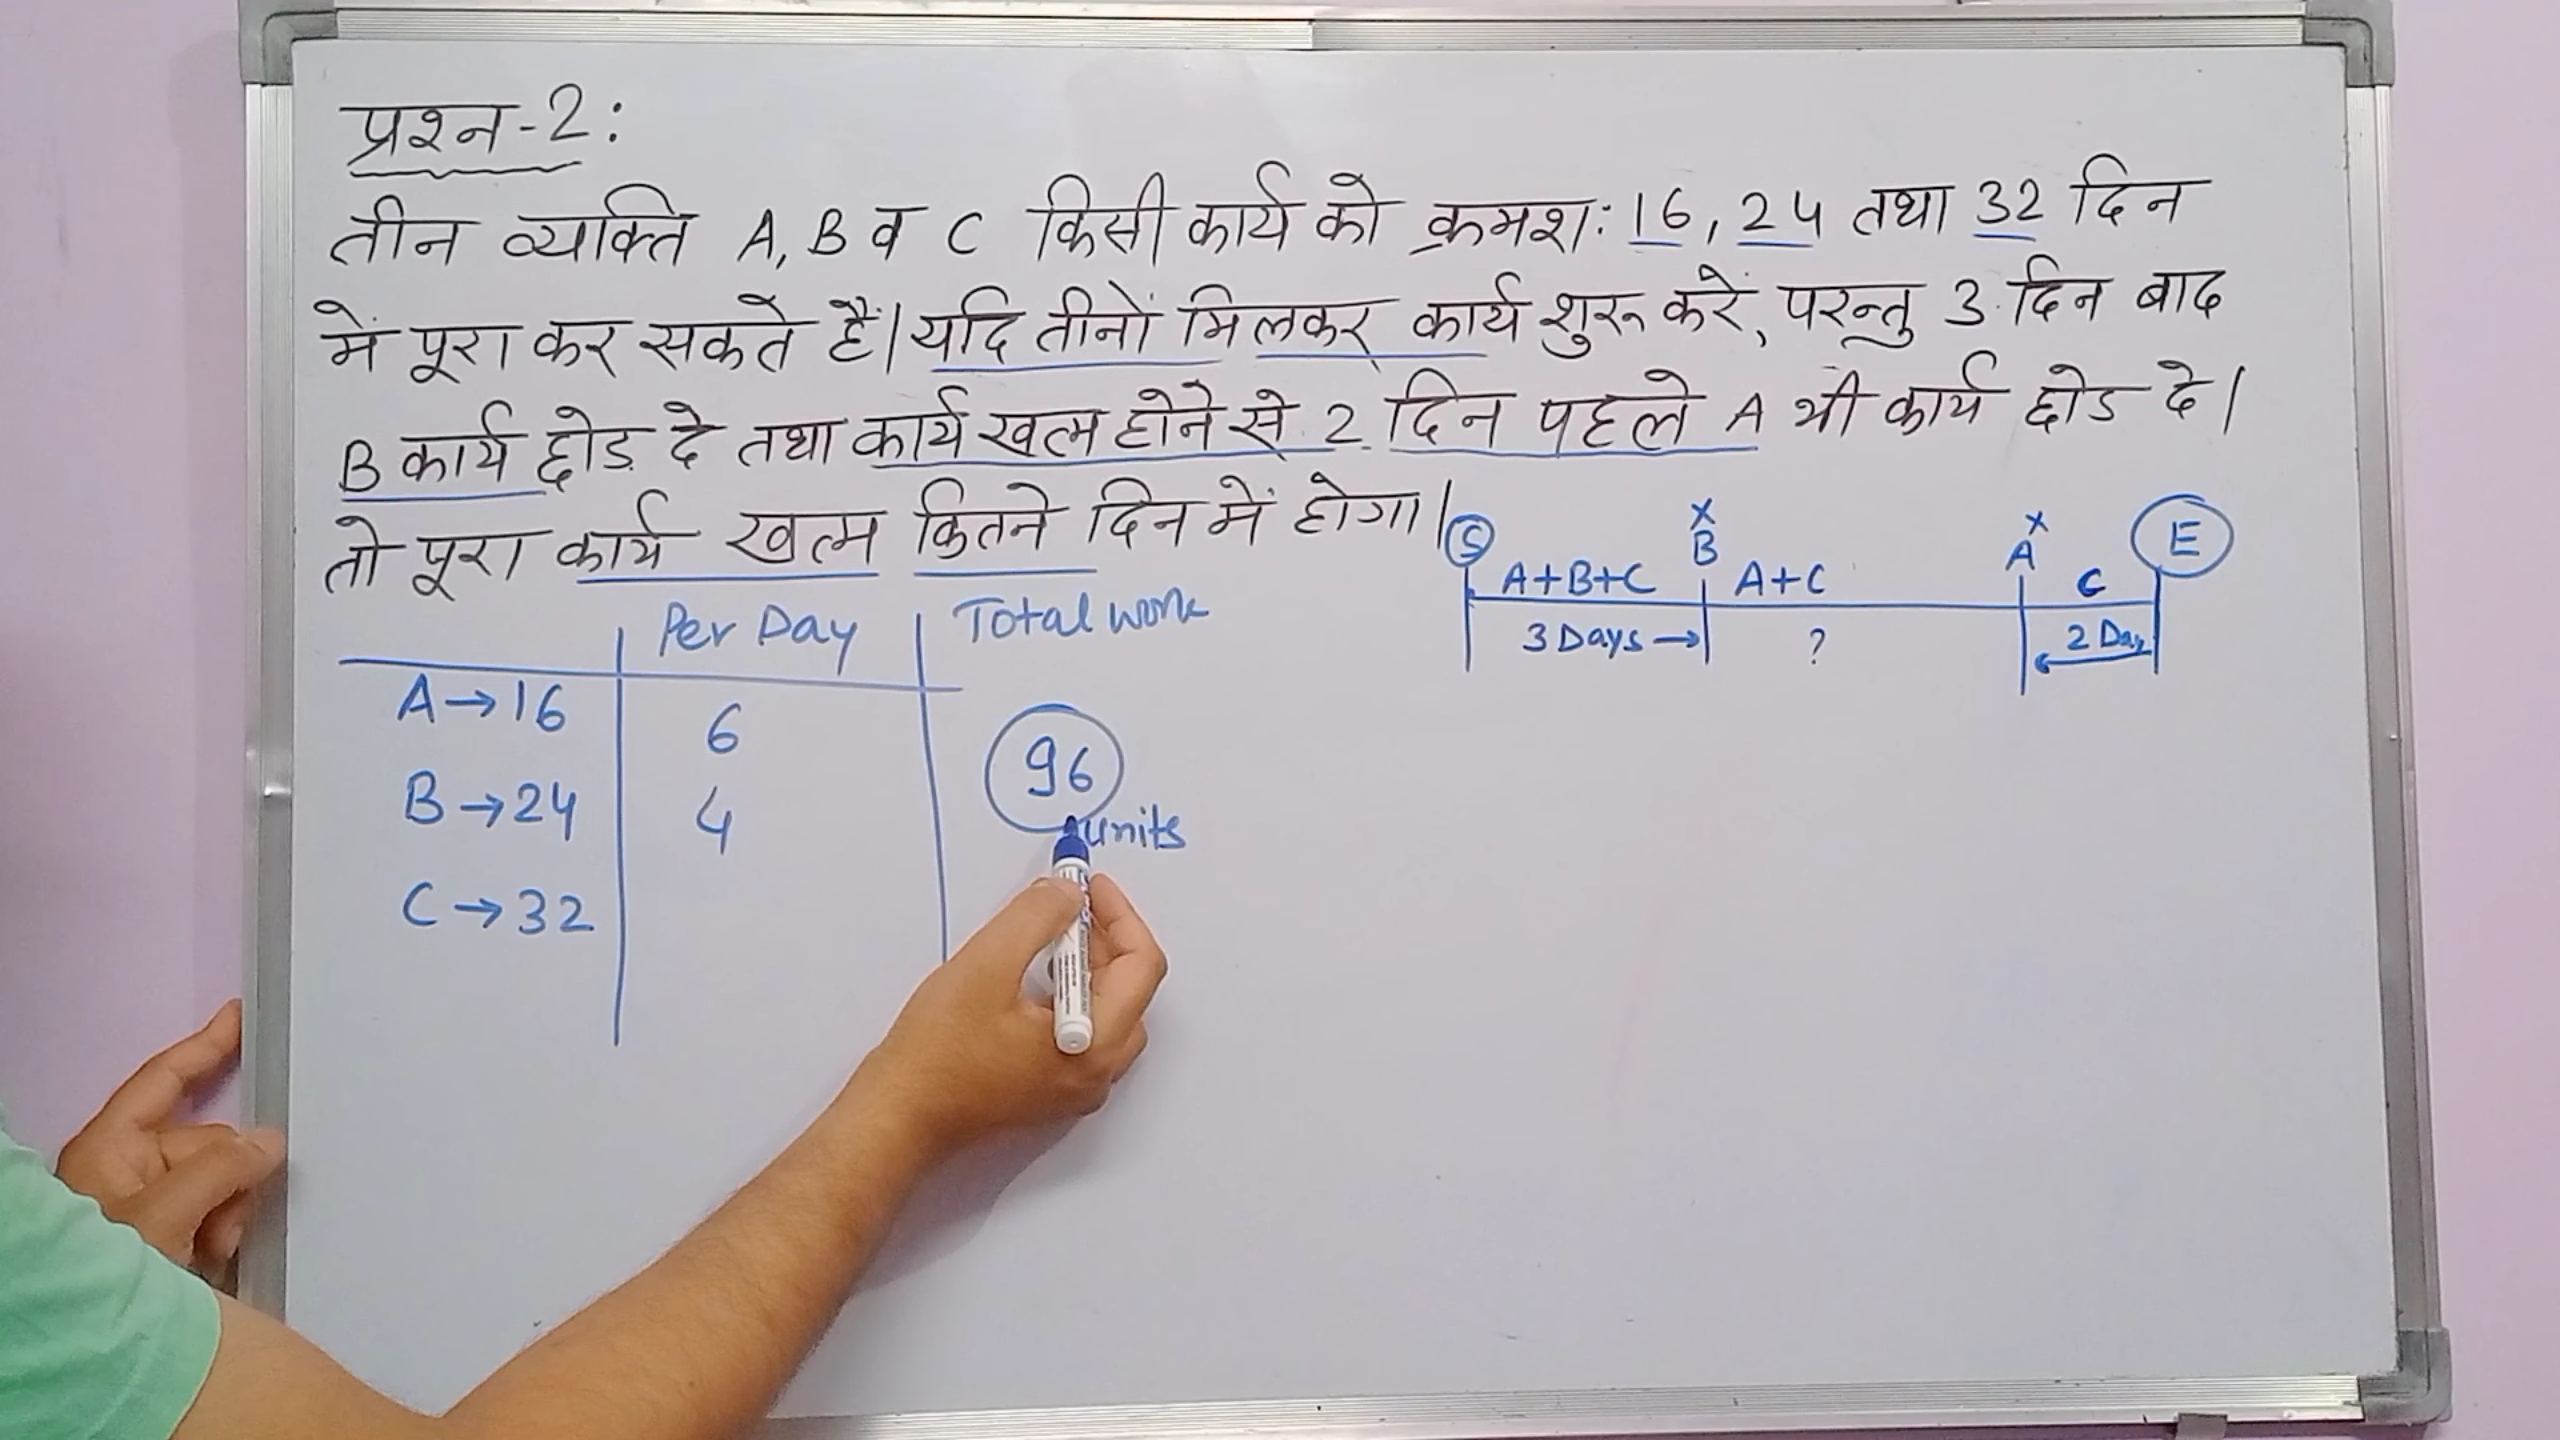 प्रश्न-2:
तीन व्यक्ति A, B व C किसी कार्य को क्रमश: 16, 24 तथा 32 दिन
में पूरा कर सकते हैं। यदि तीनों मिलकर कार्य शुरू करें, परन्तु 3 दिन बाद
B कार्य छोड़ दे तथा कार्य खत्म होने से 2 दिन पहले A भी कार्य छोड दे।
तो पूरा कार्य खत्म कितने दिन में होगा।
S x B x A E
A+B+C A+C C
3 Days → ? 2 Day
Per Day Total work
A→16 6
96
B→24 4 units
C→32